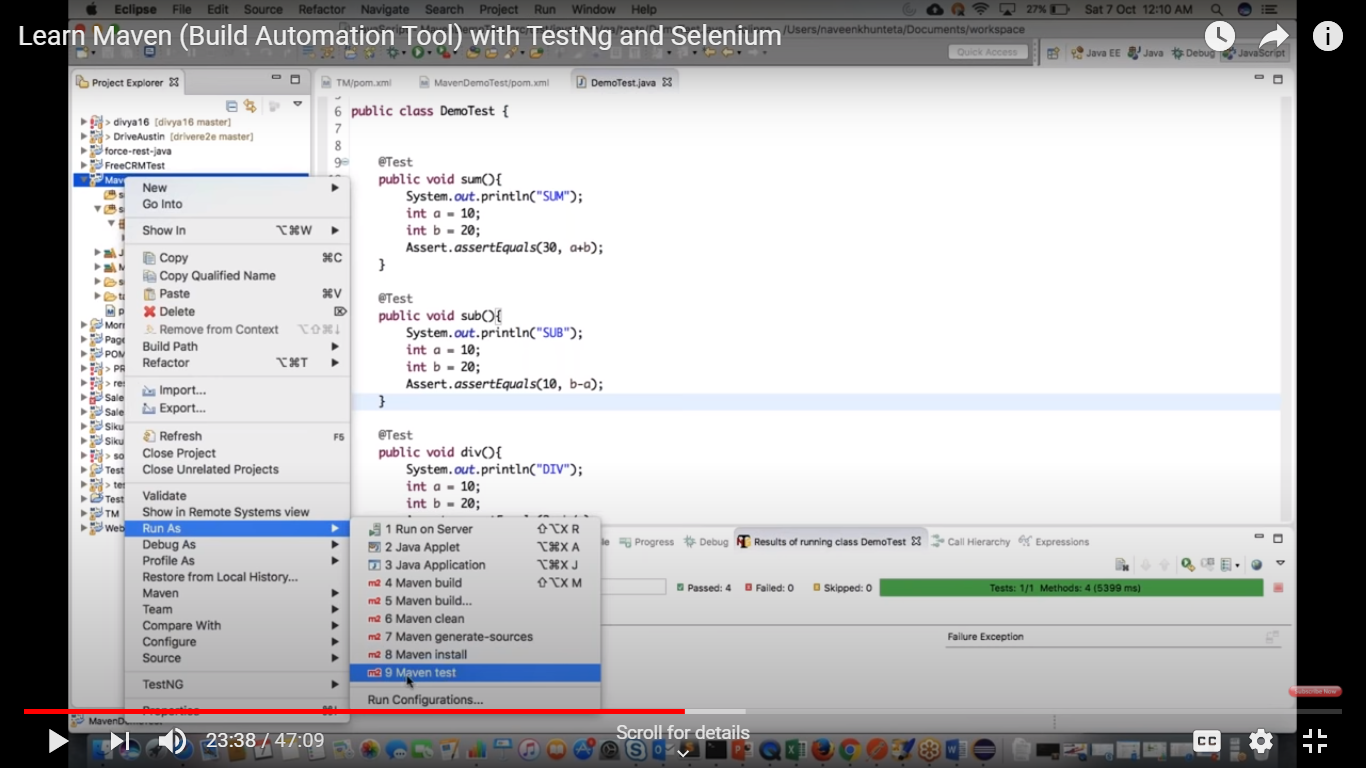 Eclipse File Edit Source Refactor Navigate Search Project Run Window Help 27% Sat 7 Oct 12:10 AM
Learn Maven (Build Automation Tool) with TestNg and Selenium
/Users/naveenkhunteta/Documents/workspace
Quick Access Java EE Java Debug JavaScript
Project Explorer
TM/pom.xml MavenDemoTest/pom.xml DemoTest.java
> divya16 [divya16 master]
> DriveAustin [drivere2e master]
force-rest-java
FreeCRMTest
6 public class DemoTest {
7
8
9 @Test
public void sum(){
System.out.println("SUM");
int a = 10;
int b = 20;
Assert.assertEquals(30, a+b);
}
@Test
public void sub(){
System.out.println("SUB");
int a = 10;
int b = 20;
Assert.assertEquals(10, b-a);
}
@Test
public void div(){
System.out.println("DIV");
int a = 10;
int b = 20;
New
Go Into
Show In ⌥⌘W
Copy ⌘C
Copy Qualified Name
Paste ⌘V
Delete ⌦
Remove from Context ⌥⇧⌘↓
Build Path
Refactor ⌥⌘T
Import...
Export...
Refresh F5
Close Project
Close Unrelated Projects
Validate
Show in Remote Systems view
Run As
Debug As
Profile As
Restore from Local History...
Maven
Team
Compare With
Configure
Source
TestNG
Properties
1 Run on Server ⇧⌥X R
2 Java Applet ⌥⌘X A
3 Java Application ⌥⌘X J
4 Maven build ⇧⌥X M
5 Maven build...
6 Maven clean
7 Maven generate-sources
8 Maven install
9 Maven test
Run Configurations...
Progress Debug Results of running class DemoTest Call Hierarchy Expressions
Passed: 4 Failed: 0 Skipped: 0 Tests: 1/1 Methods: 4 (5399 ms)
Failure Exception
Subscribe Now
23:38 / 47:09
Scroll for details
CC